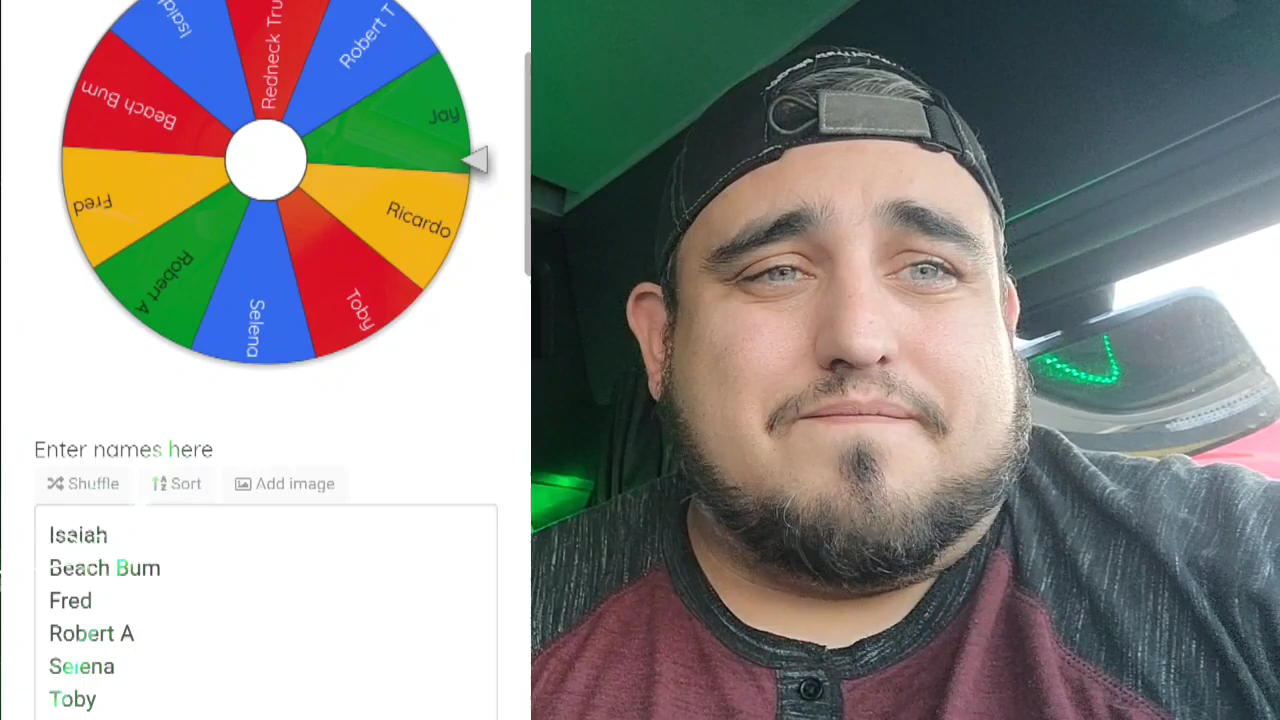 Isaiah
Redneck Tru
Robert T
Jay
Ricardo
Toby
Selena
Robert A
Fred
Beach Bum
Enter names here
Shuffle
Sort
Add image
Isaiah
Beach Bum
Fred
Robert A
Selena
Toby